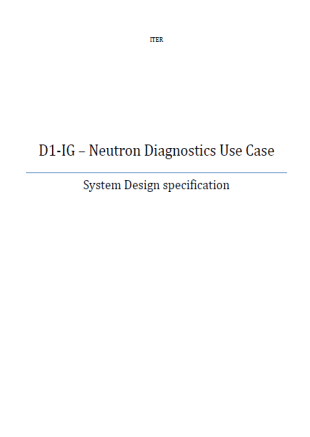 ITER
D1-IG – Neutron Diagnostics Use Case
System Design specification